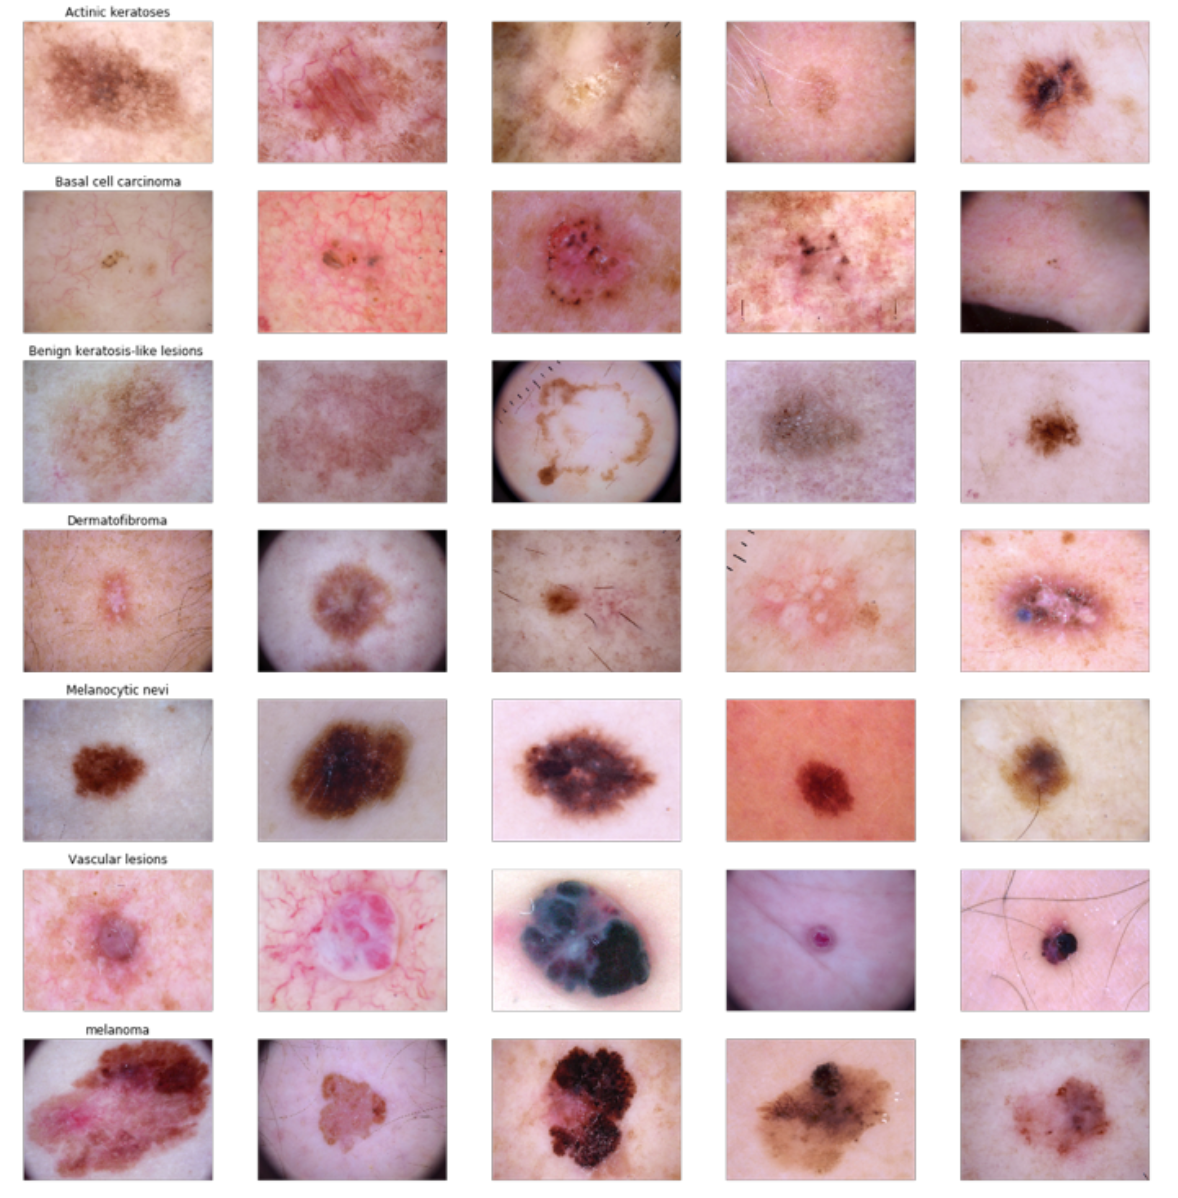 Actinic keratoses
Basal cell carcinoma
Benign keratosis-like lesions
Dermatofibroma
Melanocytic nevi
Vascular lesions
melanoma